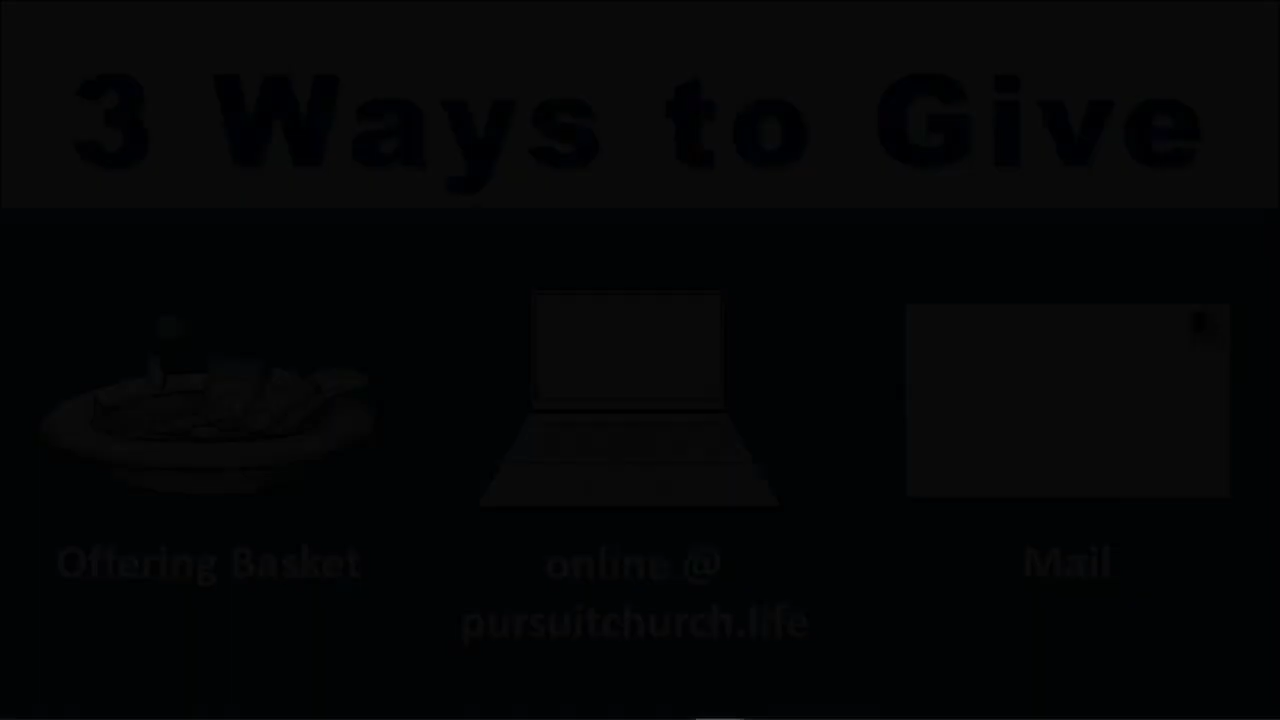 3 Ways to Give
Offering Basket
online @
pursuitchurch.life
Mail